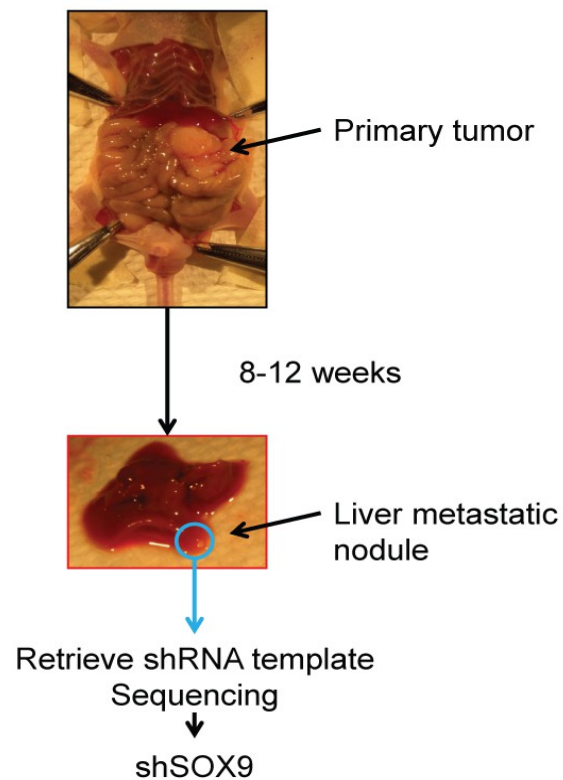 Primary tumor
8-12 weeks
Liver metastatic
nodule
Retrieve shRNA template
Sequencing
shSOX9